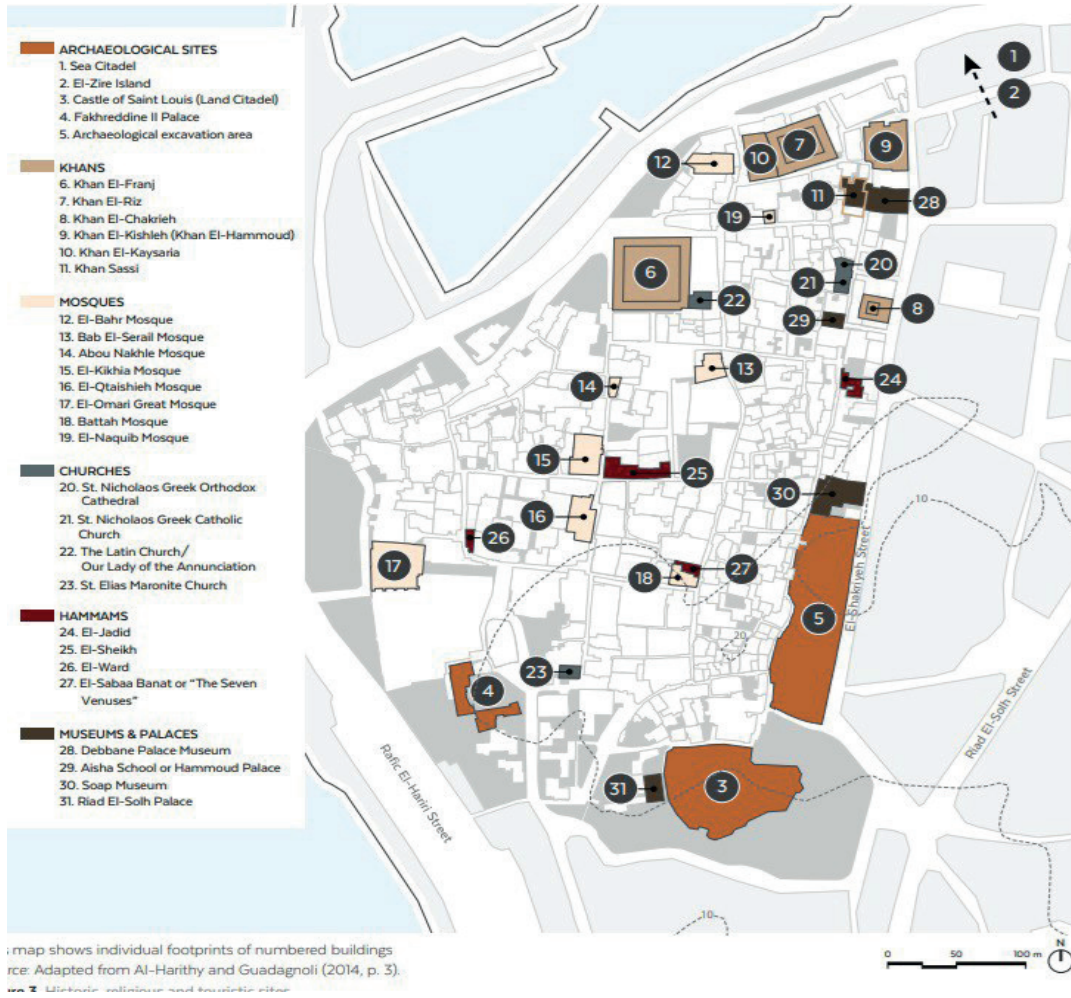 ARCHAEOLOGICAL SITES
1. Sea Citadel
2. El-Zire Island
3. Castle of Saint Louis (Land Citadel)
4. Fakhreddine II Palace
5. Archaeological excavation area
KHANS
6. Khan El-Franj
7. Khan El-Riz
8. Khan El-Chakrieh
9. Khan El-Kishleh (Khan El-Hammoud)
10. Khan El-Kaysaria
11. Khan Sassi
MOSQUES
12. El-Bahr Mosque
13. Bab El-Serail Mosque
14. Abou Nakhle Mosque
15. El-Kikhia Mosque
16. El-Qtaishieh Mosque
17. El-Omari Great Mosque
18. Battah Mosque
19. El-Naquib Mosque
CHURCHES
20. St. Nicholaos Greek Orthodox
Cathedral
21. St. Nicholaos Greek Catholic
Church
22. The Latin Church/
Our Lady of the Annunciation
23. St. Elias Maronite Church
HAMMAMS
24. El-Jadid
25. El-Sheikh
26. El-Ward
27. El-Sabaa Banat or "The Seven
Venuses"
MUSEUMS & PALACES
28. Debbane Palace Museum
29. Aisha School or Hammoud Palace
30. Soap Museum
31. Riad El-Solh Palace
1
2
7
9
10
12
11
28
19
20
6
21
22
8
29
13
24
14
15
25
30
10
16
26
17
27
18
El-Shakriyeh Street
5
20
23
4
Riad El-Solh Street
Rafic El-Hariri Street
3
31
10
map shows individual footprints of numbered buildings
Adapted from Al-Harithy and Guadagnoli (2014, p. 3).
3. Historic, religious and touristic sites
0 50 100 m
N